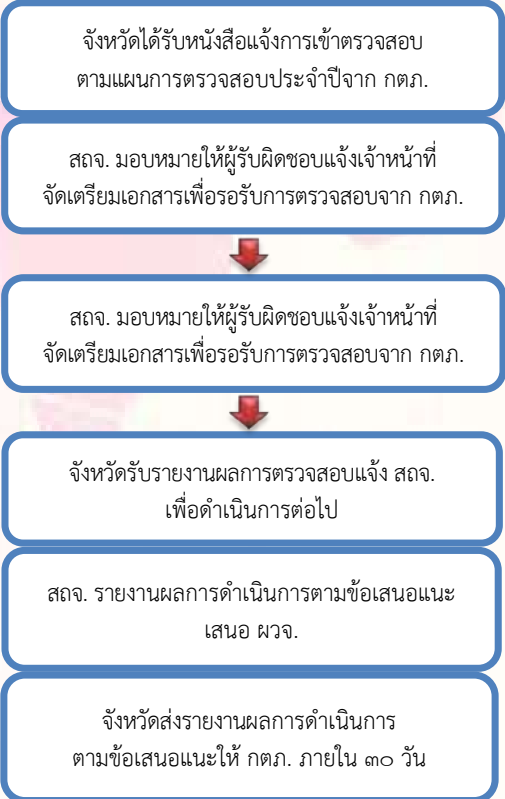 จังหวัดได้รับหนังสือแจ้งการเข้าตรวจสอบ
ตามแผนการตรวจสอบประจำปีจาก กตภ.
สถจ. มอบหมายให้ผู้รับผิดชอบแจ้งเจ้าหน้าที่
จัดเตรียมเอกสารเพื่อรอรับการตรวจสอบจาก กตภ.
สถจ. มอบหมายให้ผู้รับผิดชอบแจ้งเจ้าหน้าที่
จัดเตรียมเอกสารเพื่อรอรับการตรวจสอบจาก กตภ.
จังหวัดรับรายงานผลการตรวจสอบแจ้ง สถจ.
เพื่อดำเนินการต่อไป
สถจ. รายงานผลการดำเนินการตามข้อเสนอแนะ
เสนอ ผวจ.
จังหวัดส่งรายงานผลการดำเนินการ
ตามข้อเสนอแนะให้ กตภ. ภายใน ๓๐ วัน